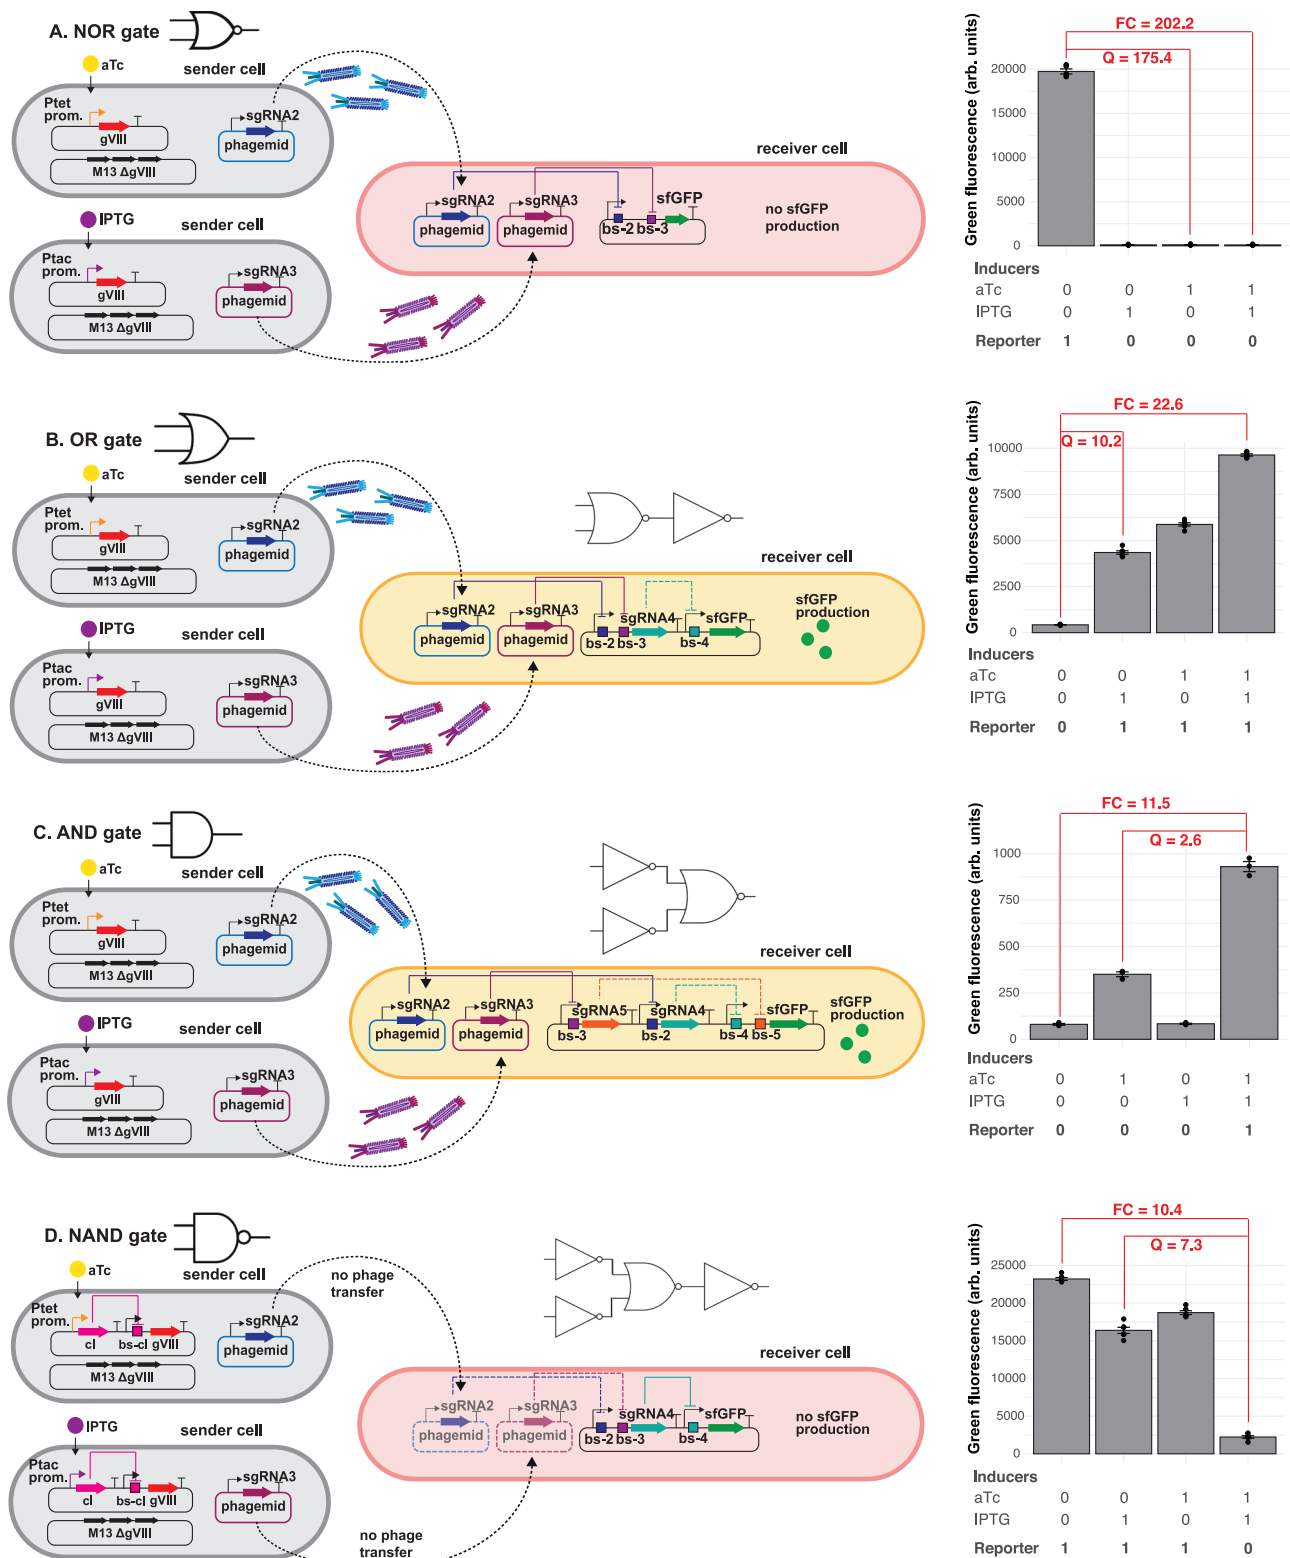 A. NOR gate
aTc
sender cell
Ptet
prom.
gVIII
M13 ΔgVIII
sgRNA2
phagemid
IPTG
sender cell
Ptac
prom.
gVIII
M13 ΔgVIII
sgRNA3
phagemid
receiver cell
sgRNA2
phagemid
sgRNA3
phagemid
sfGFP
bs-2 bs-3
no sfGFP
production
Green fluorescence (arb. units)
FC = 202.2
Q = 175.4
20000
15000
10000
5000
0
Inducers
aTc 0 0 1 1
IPTG 0 1 0 1
Reporter 1 0 0 0
B. OR gate
aTc
sender cell
Ptet
prom.
gVIII
M13 ΔgVIII
sgRNA2
phagemid
IPTG
sender cell
Ptac
prom.
gVIII
M13 ΔgVIII
sgRNA3
phagemid
receiver cell
sgRNA2
phagemid
sgRNA3
phagemid
sgRNA4
sfGFP
bs-2 bs-3 bs-4
sfGFP
production
Green fluorescence (arb. units)
FC = 22.6
Q = 10.2
10000
7500
5000
2500
0
Inducers
aTc 0 0 1 1
IPTG 0 1 0 1
Reporter 0 1 1 1
C. AND gate
aTc
sender cell
Ptet
prom.
gVIII
M13 ΔgVIII
sgRNA2
phagemid
IPTG
sender cell
Ptac
prom.
gVIII
M13 ΔgVIII
sgRNA3
phagemid
receiver cell
sgRNA2
phagemid
sgRNA3
phagemid
sgRNA5
sgRNA4
sfGFP
bs-3 bs-2 bs-4 bs-5
sfGFP
production
Green fluorescence (arb. units)
FC = 11.5
Q = 2.6
1000
750
500
250
0
Inducers
aTc 0 1 0 1
IPTG 0 0 1 1
Reporter 0 0 0 1
D. NAND gate
aTc
sender cell
Ptet
prom.
cI bs-cI gVIII
M13 ΔgVIII
sgRNA2
phagemid
no phage
transfer
IPTG
sender cell
Ptac
prom.
cI bs-cI gVIII
M13 ΔgVIII
sgRNA3
phagemid
no phage
transfer
receiver cell
sgRNA2
phagemid
sgRNA3
phagemid
sgRNA4
sfGFP
bs-2 bs-3 bs-4
no sfGFP
production
Green fluorescence (arb. units)
FC = 10.4
Q = 7.3
25000
20000
15000
10000
5000
0
Inducers
aTc 0 0 1 1
IPTG 0 1 0 1
Reporter 1 1 1 0